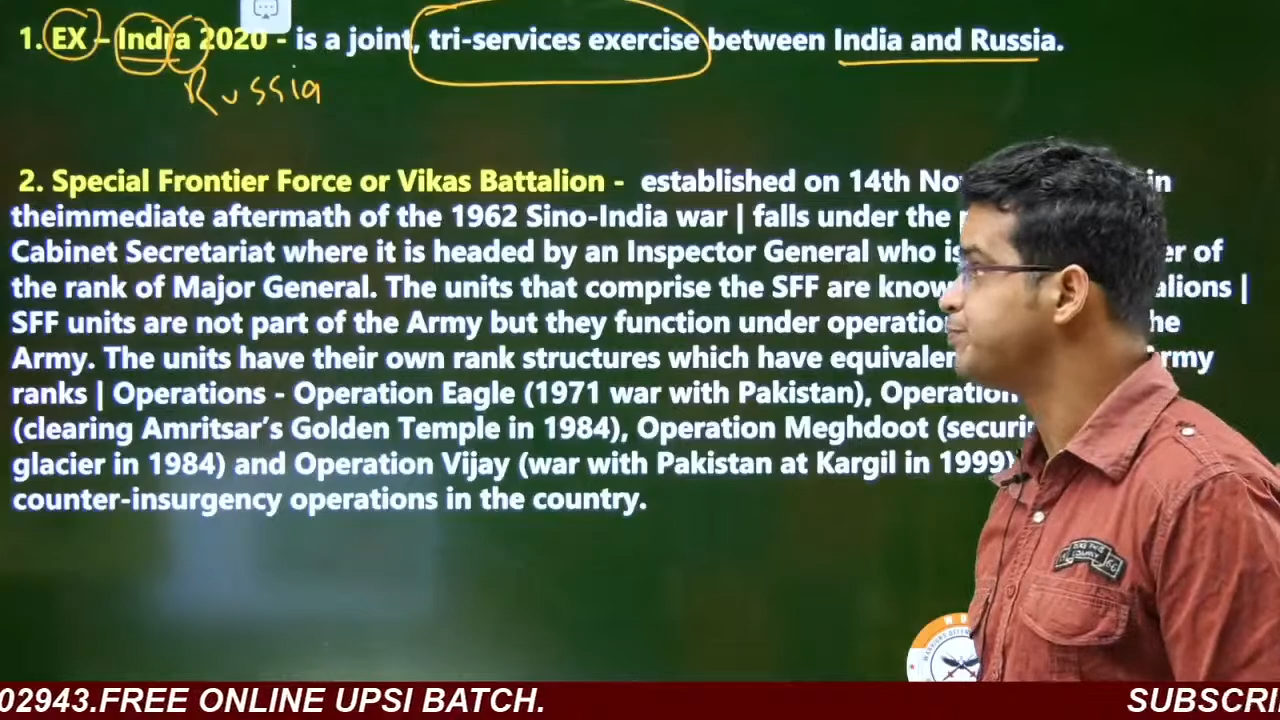 1. EX – Indra 2020 - is a joint, tri-services exercise between India and Russia.
Russia
2. Special Frontier Force or Vikas Battalion - established on 14th in
theimmediate aftermath of the 1962 Sino-India war | falls under the
Cabinet Secretariat where it is headed by an Inspector General who is of
the rank of Major General. The units that comprise the SFF are |
SFF units are not part of the Army but they function under
Army. The units have their own rank structures which have
ranks | Operations - Operation Eagle (1971 war with Pakistan), Operation
(clearing Amritsar’s Golden Temple in 1984), Operation Meghdoot
glacier in 1984) and Operation Vijay (war with Pakistan at Kargil in 1999)
counter-insurgency operations in the country.
02943.FREE ONLINE UPSI BATCH. SUBSCRI